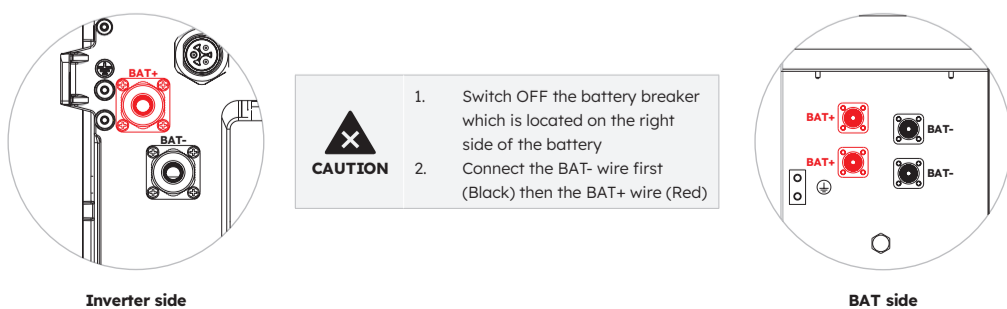 BAT+
BAT-
CAUTION
1. Switch OFF the battery breaker
which is located on the right
side of the battery
2. Connect the BAT- wire first
(Black) then the BAT+ wire (Red)
BAT+
BAT-
BAT+
BAT-
Inverter side
BAT side